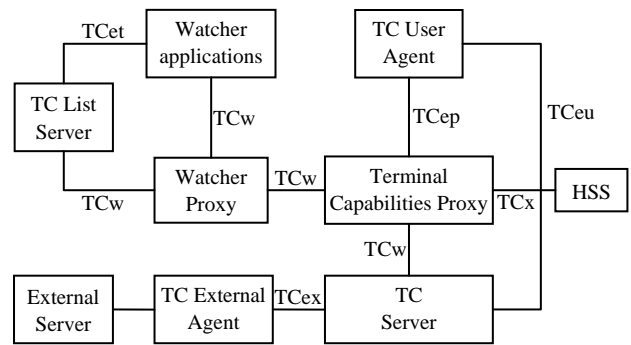 TCet
Watcher
applications
TC User
Agent
TC List
Server
TCw
TCep
TCeu
TCw
Watcher
Proxy
TCw
Terminal
Capabilities Proxy
TCx
HSS
TCw
External
Server
TC External
Agent
TCex
TC
Server